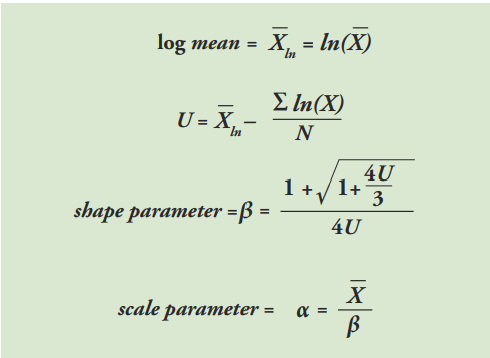 log mean = X̅ₗₙ = ln(X̅)
U = X̅ₗₙ – Σ ln(X) / N
shape parameter = β = (1 + √(1 + 4U/3)) / 4U
scale parameter = α = X̅ / β